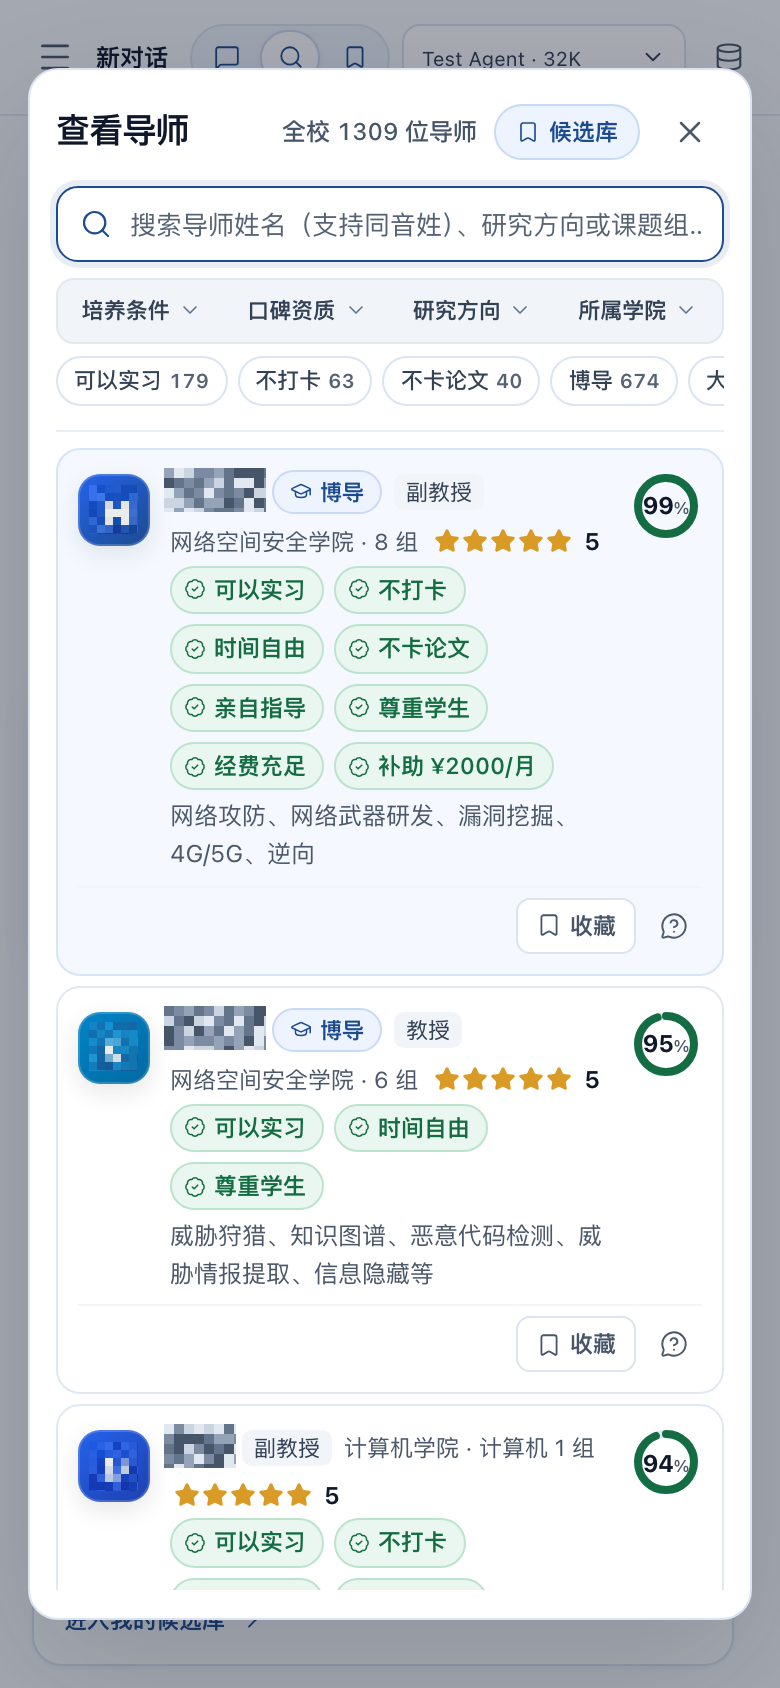 新对话
Test Agent · 32K
查看导师
全校 1309 位导师
候选库
搜索导师姓名（支持同音姓）、研究方向或课题组..
培养条件 口碑资质 研究方向 所属学院
可以实习 179 不打卡 63 不卡论文 40 博导 674 大
博导 副教授 99%
网络空间安全学院 · 8 组 5
可以实习 不打卡
时间自由 不卡论文
亲自指导 尊重学生
经费充足 补助 ¥2000/月
网络攻防、网络武器研发、漏洞挖掘、
4G/5G、逆向
收藏
博导 教授 95%
网络空间安全学院 · 6 组 5
可以实习 时间自由
尊重学生
威胁狩猎、知识图谱、恶意代码检测、威
胁情报提取、信息隐藏等
收藏
副教授 计算机学院 · 计算机 1 组 94%
5
可以实习 不打卡
进入我的候选库